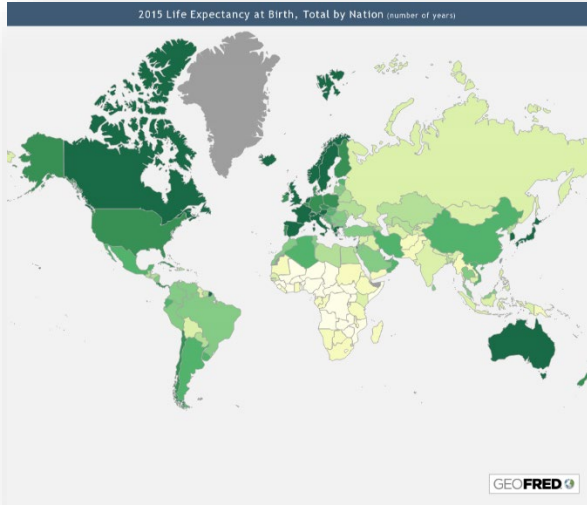 2015 Life Expectancy at Birth, Total by Nation (number of years)
GEOFRED